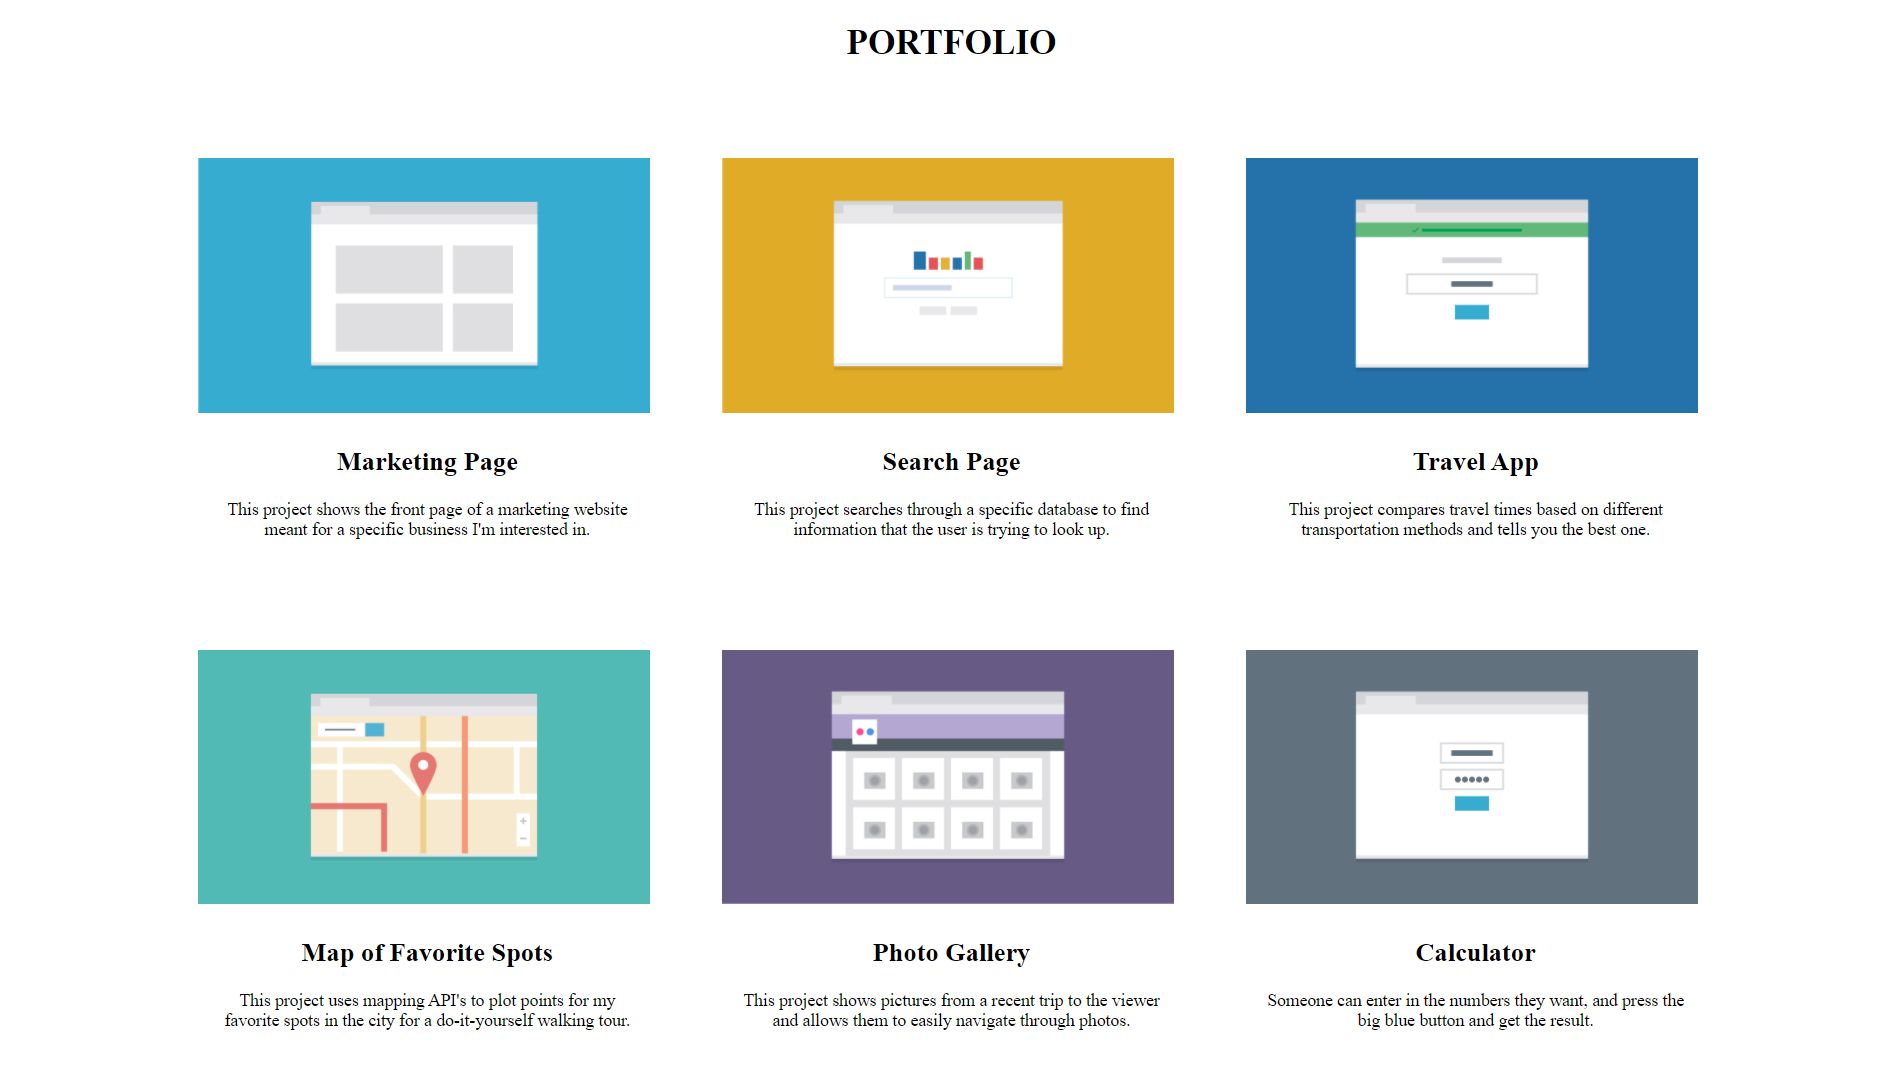 PORTFOLIO
Marketing Page
This project shows the front page of a marketing website
meant for a specific business I'm interested in.
Search Page
This project searches through a specific database to find
information that the user is trying to look up.
Travel App
This project compares travel times based on different
transportation methods and tells you the best one.
Map of Favorite Spots
This project uses mapping API's to plot points for my
favorite spots in the city for a do-it-yourself walking tour.
Photo Gallery
This project shows pictures from a recent trip to the viewer
and allows them to easily navigate through photos.
Calculator
Someone can enter in the numbers they want, and press the
big blue button and get the result.